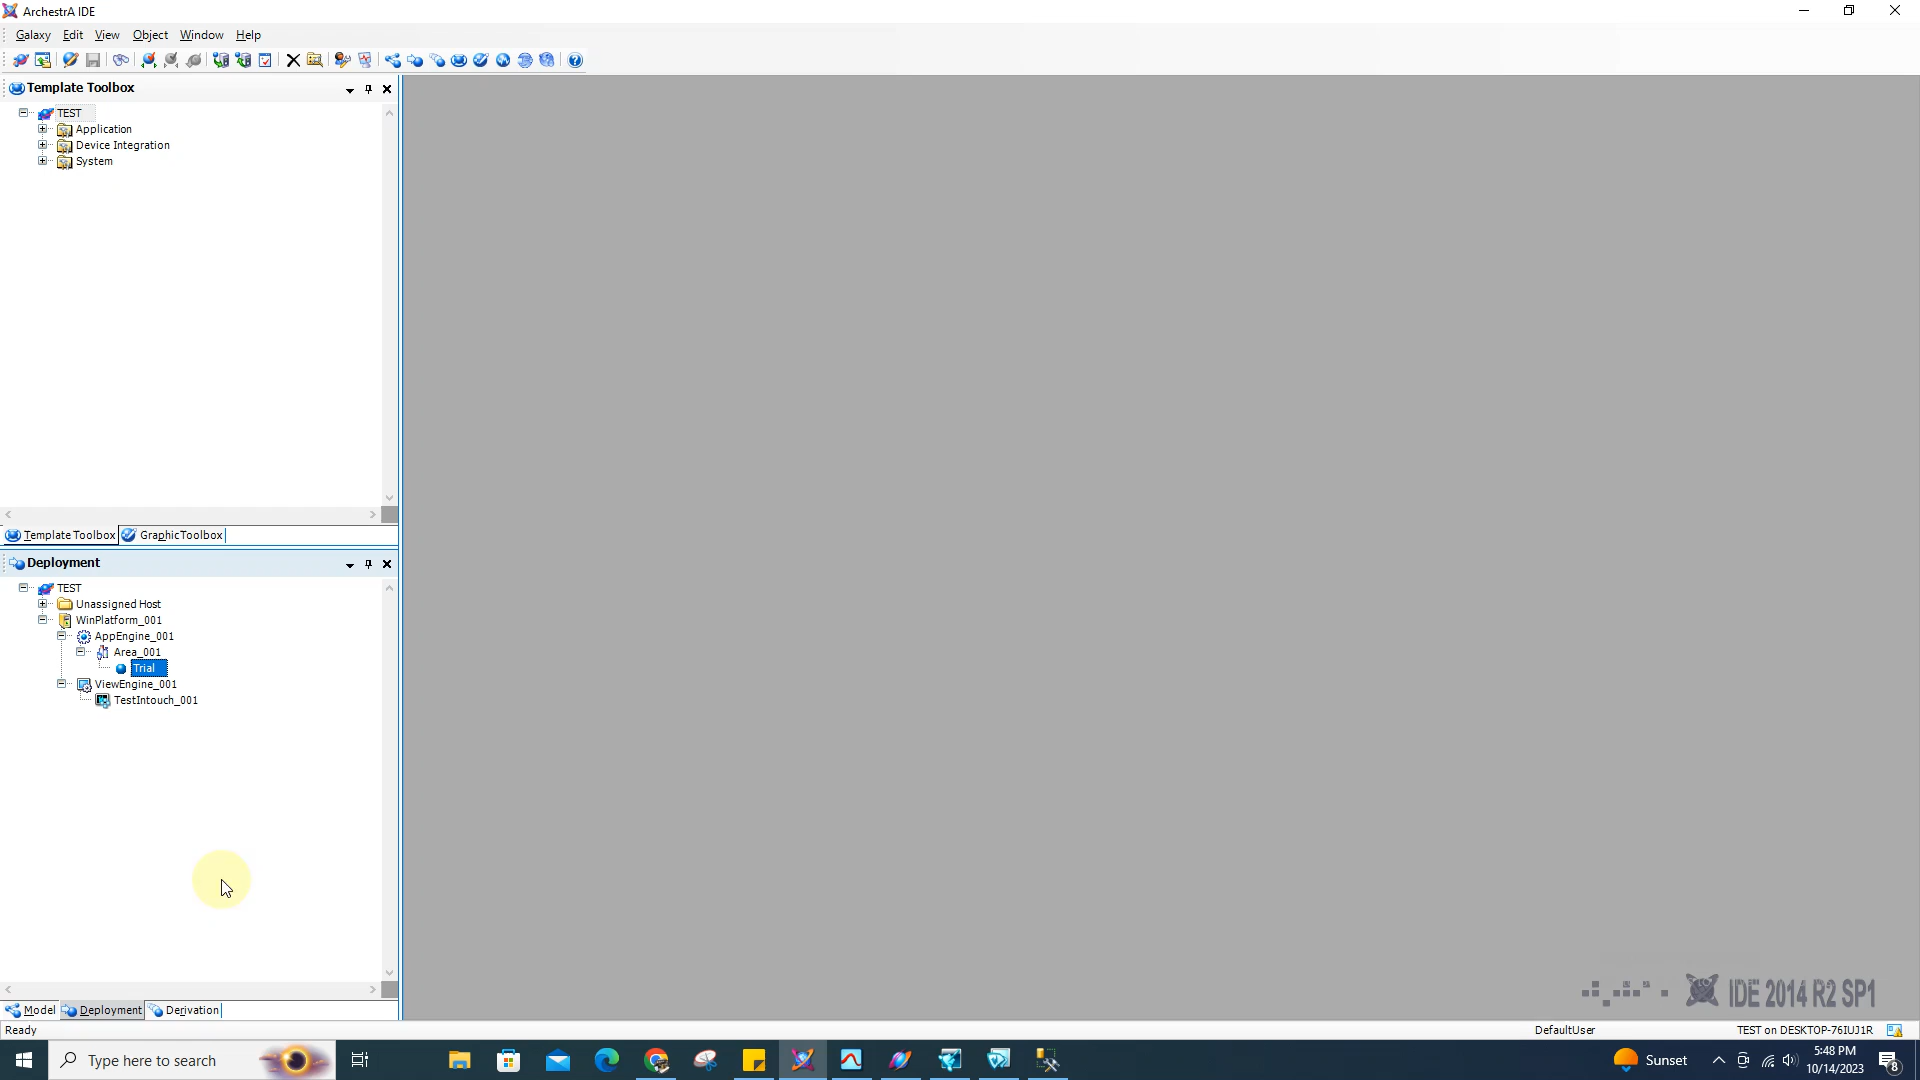 ArchestrA IDE
Galaxy Edit View Object Window Help
Template Toolbox
TEST
Application
Device Integration
System
Template Toolbox GraphicToolbox
Deployment
TEST
Unassigned Host
WinPlatform_001
AppEngine_001
Area_001
Trial
ViewEngine_001
TestIntouch_001
IDE 2014 R2 SP1
Model Deployment Derivation
Ready DefaultUser TEST on DESKTOP-76IUJ1R
Type here to search Sunset 5:48 PM
10/14/2023 8